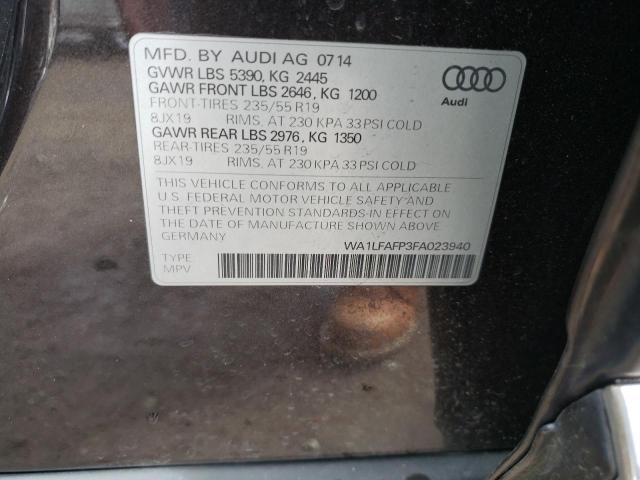 MFD. BY AUDI AG 0714
GVWR LBS 5390, KG 2445
GAWR FRONT LBS 2646, KG 1200
FRONT-TIRES 235/55 R19
8JX19 RIMS, AT 230 KPA 33 PSI COLD
GAWR REAR LBS 2976, KG 1350
REAR-TIRES 235/55 R19
8JX19 RIMS, AT 230 KPA 33 PSI COLD
Audi
THIS VEHICLE CONFORMS TO ALL APPLICABLE
U.S. FEDERAL MOTOR VEHICLE SAFETY AND
THEFT PREVENTION STANDARDS IN EFFECT ON
THE DATE OF MANUFACTURE SHOWN ABOVE
GERMANY
WA1LFAFP3FA023940
TYPE
MPV